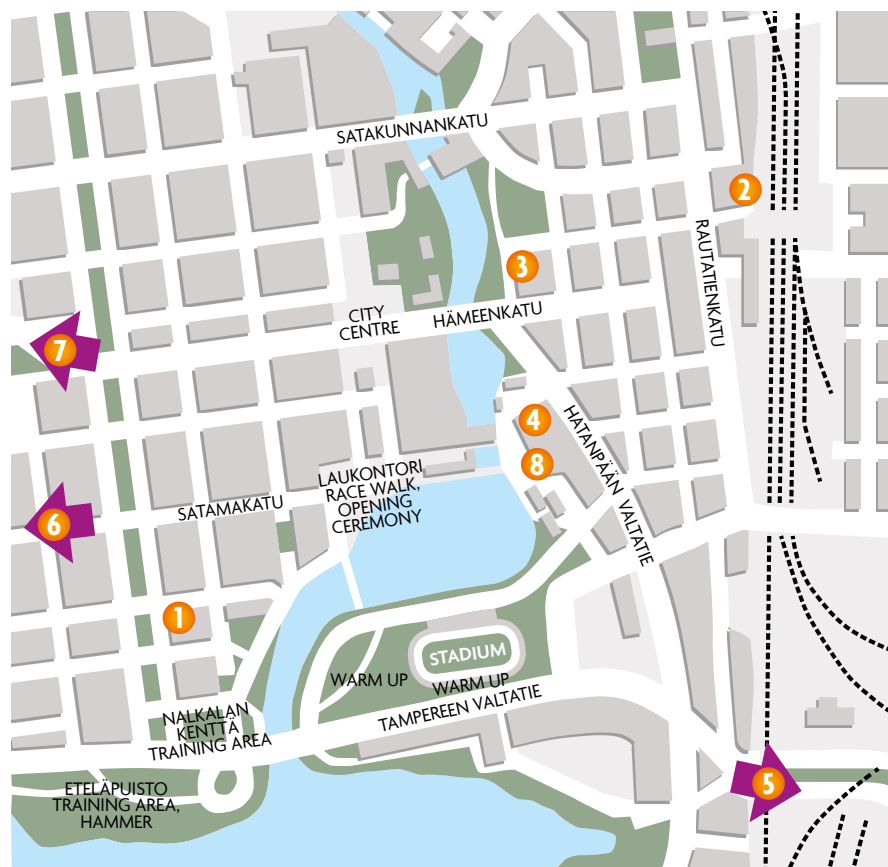 SATAKUNNANKATU
2
RAUTATIENKATU
3
CITY
CENTRE
HÄMEENKATU
7
4
HATANPÄÄN VALTATIE
8
LAUKONTORI
RACE WALK,
OPENING
CEREMONY
SATAMAKATU
6
1
STADIUM
WARM UP
WARM UP
TAMPEREEN VALTATIE
NALKALAN
KENTTÄ
TRAINING AREA
5
ETELÄPUISTO
TRAINING AREA,
HAMMER